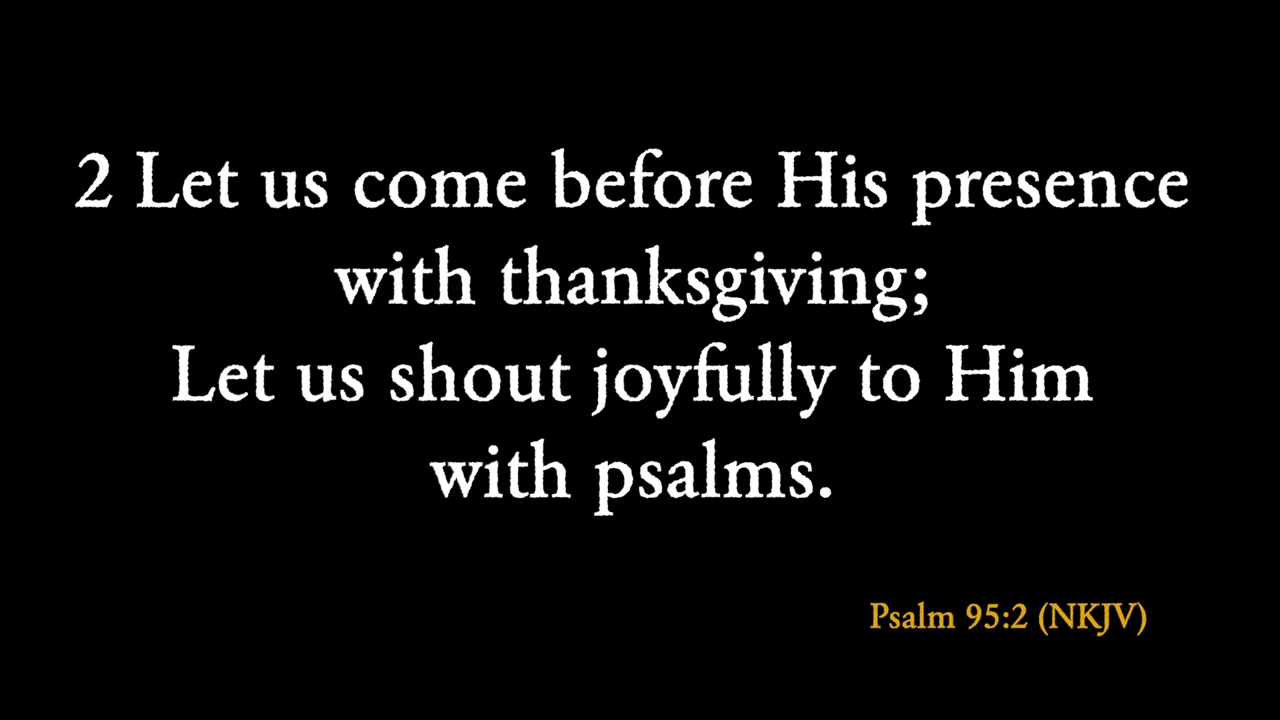 2 Let us come before His presence
with thanksgiving;
Let us shout joyfully to Him
with psalms.
Psalm 95:2 (NKJV)